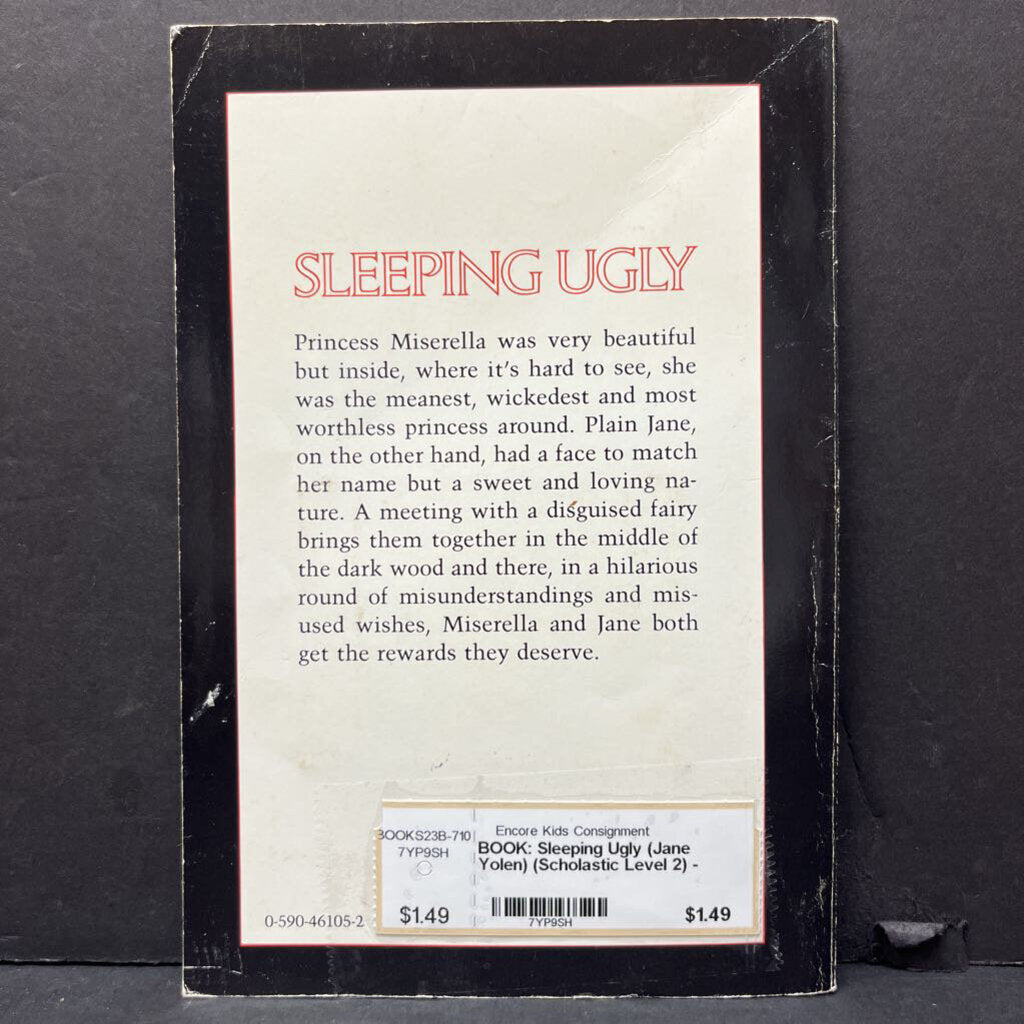 SLEEPING UGLY
Princess Miserella was very beautiful
but inside, where it's hard to see, she
was the meanest, wickedest and most
worthless princess around. Plain Jane,
on the other hand, had a face to match
her name but a sweet and loving na-
ture. A meeting with a disguised fairy
brings them together in the middle of
the dark wood and there, in a hilarious
round of misunderstandings and mis-
used wishes, Miserella and Jane both
get the rewards they deserve.
0-590-46105-2
BOOKS23B-710
7YP9SH
$1.49
Encore Kids Consignment
BOOK: Sleeping Ugly (Jane
Yolen) (Scholastic Level 2) -
7YP9SH
$1.49